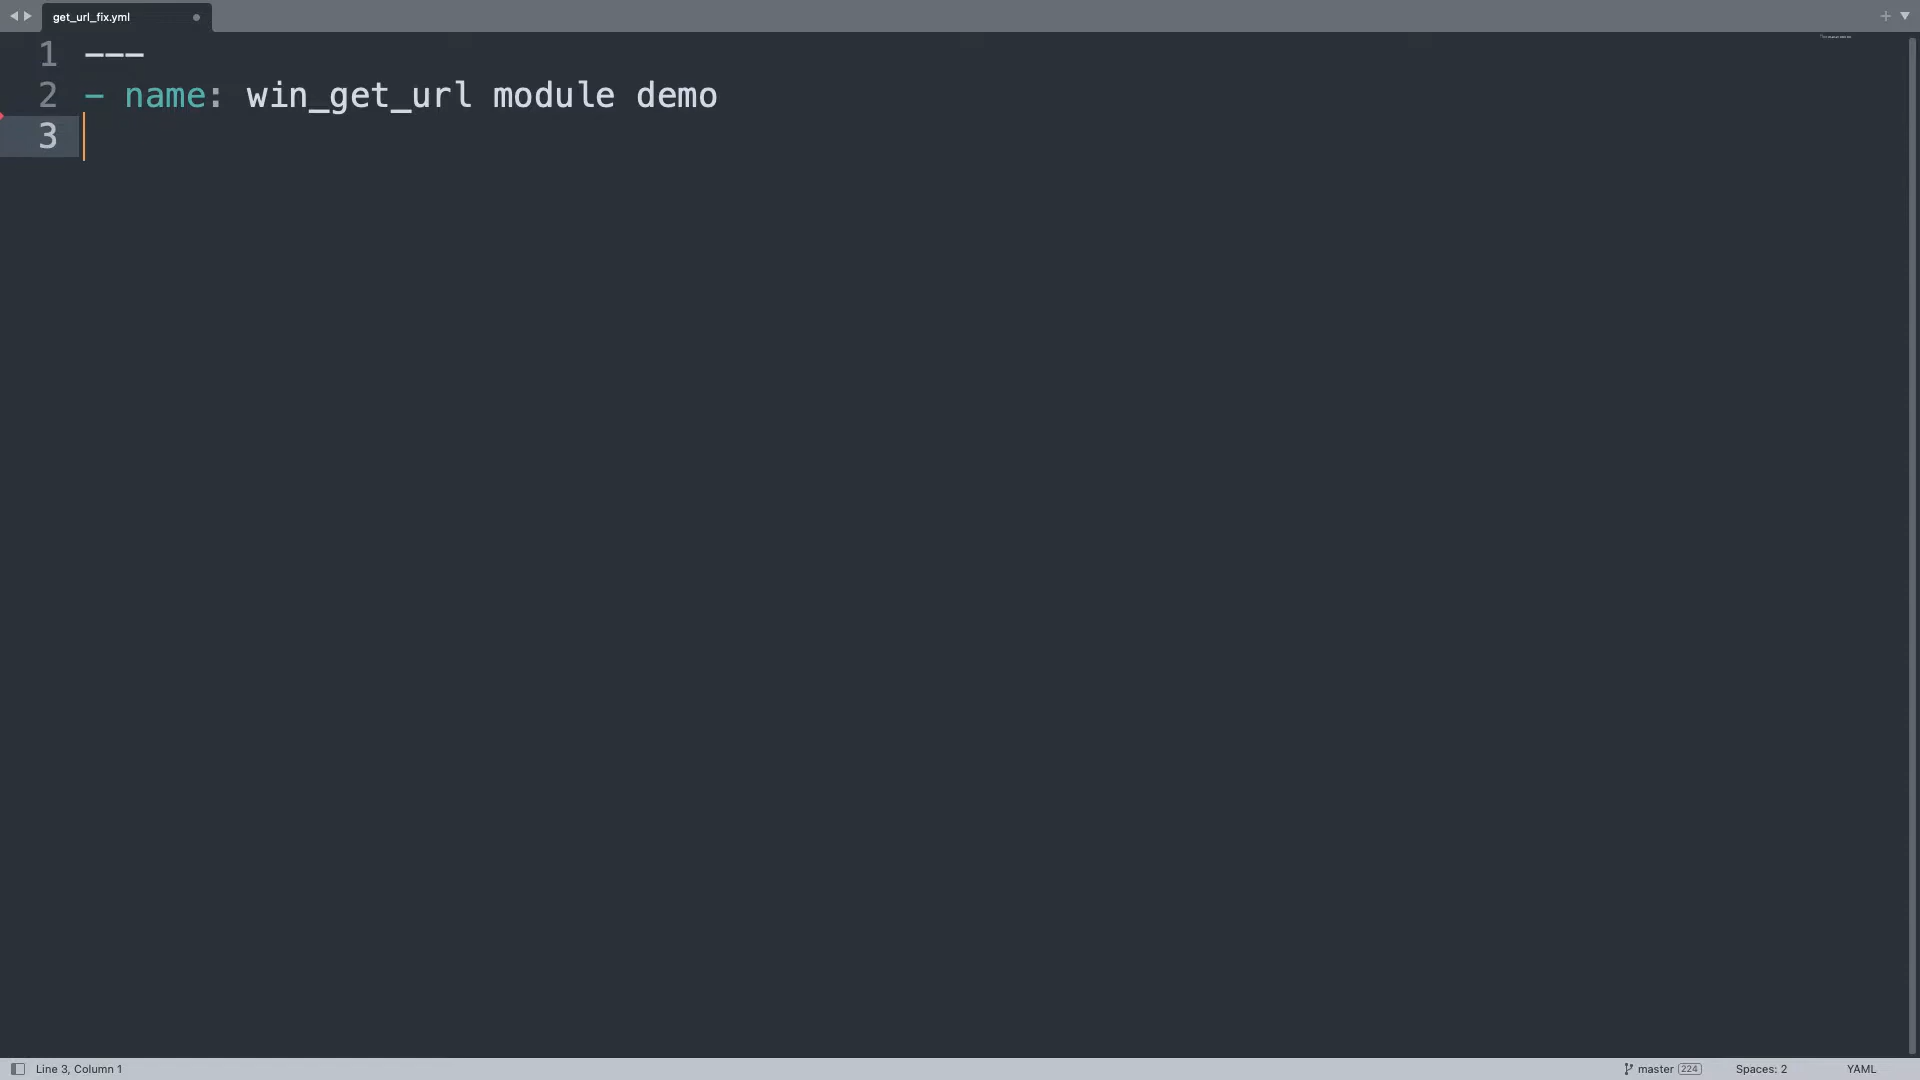 get_url_fix.yml
1 ---
2 - name: win_get_url module demo
3
Line 3, Column 1
master 224
Spaces: 2
YAML